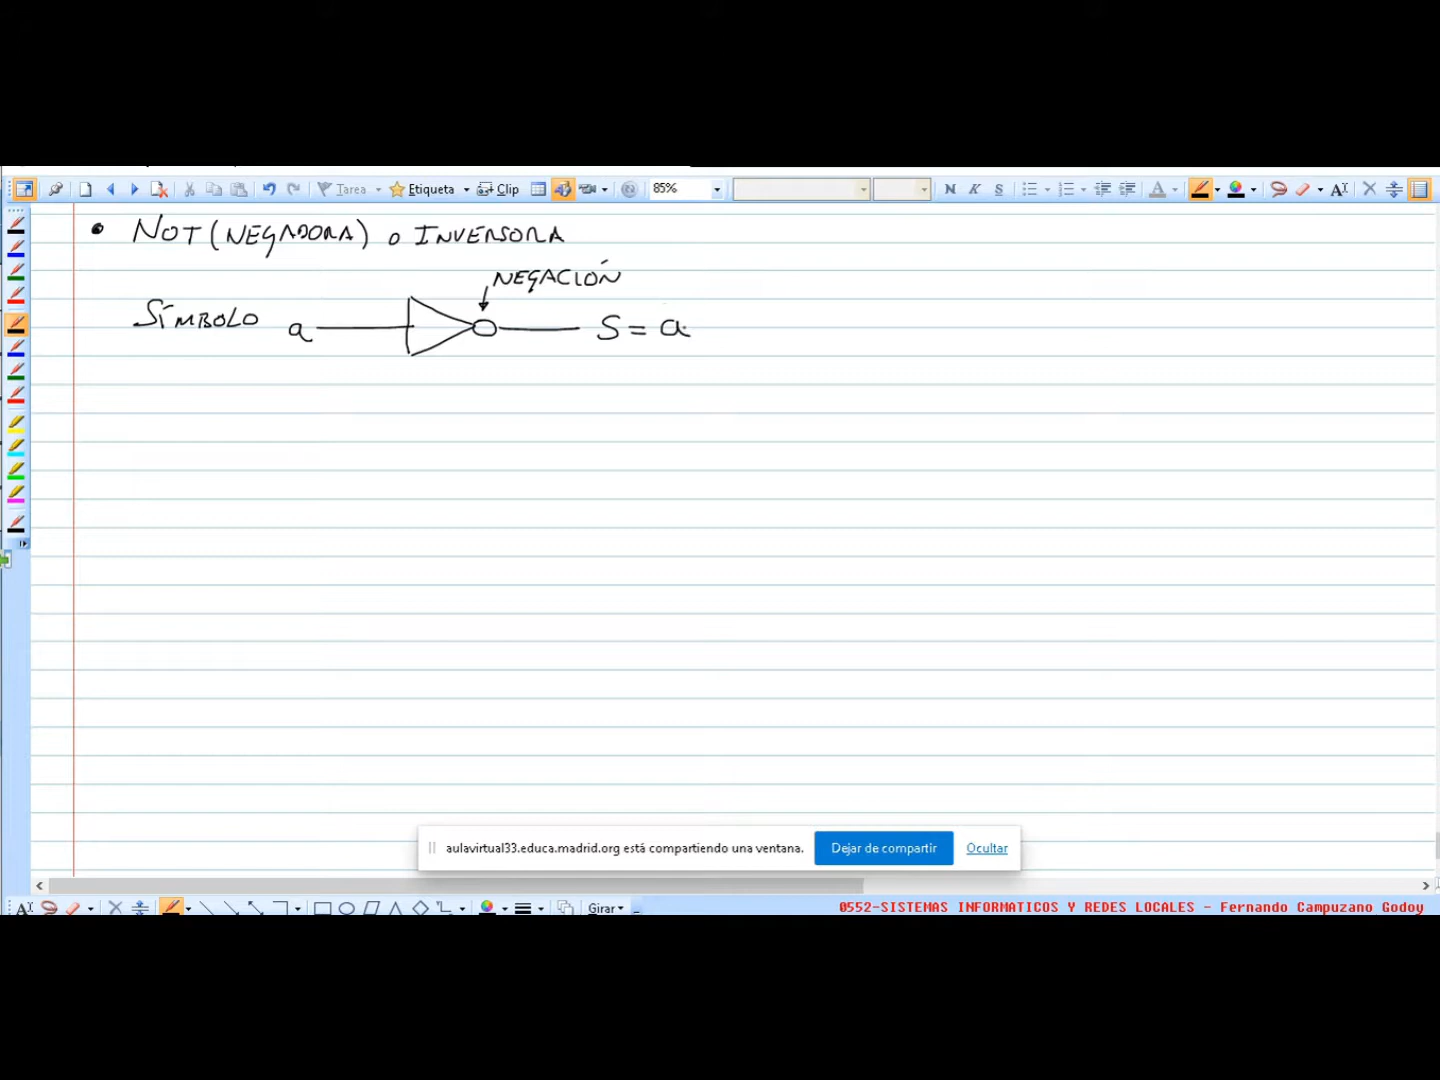 Tarea Etiqueta Clip 85% N K S
• NOT (NEGADORA) o INVERSORA
NEGACIÓN
SÍMBOLO a S = a
aulavirtual33.educa.madrid.org está compartiendo una ventana. Dejar de compartir Ocultar
Girar
0552-SISTEMAS INFORMATICOS Y REDES LOCALES - Fernando Campuzano Godoy